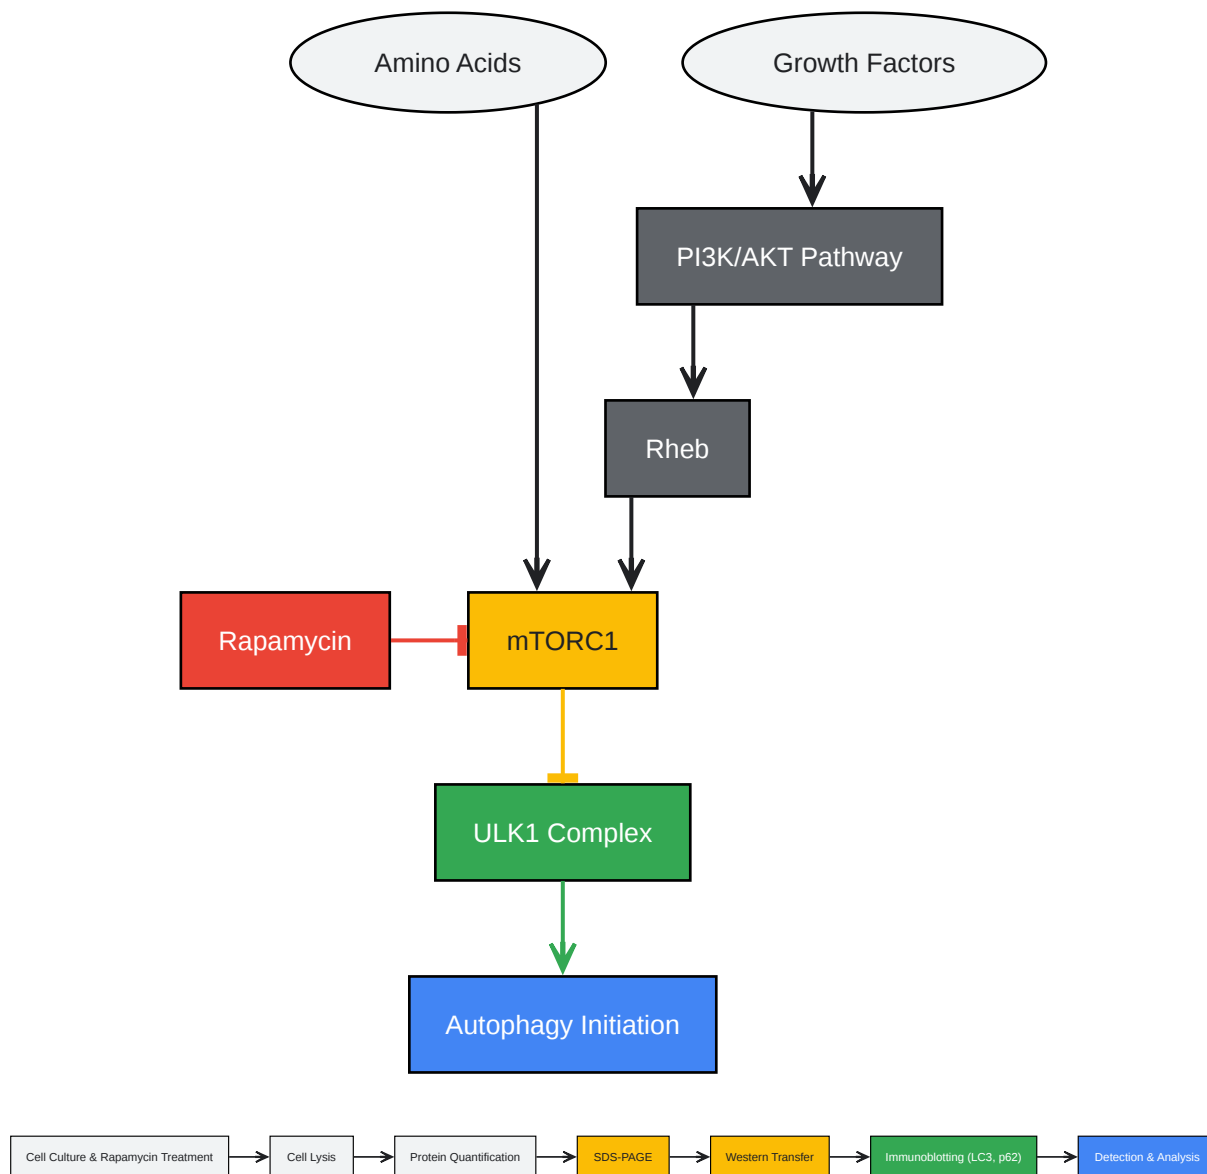 Amino Acids
Growth Factors
PI3K/AKT Pathway
Rheb
Rapamycin
mTORC1
ULK1 Complex
Autophagy Initiation
Cell Culture & Rapamycin Treatment
Cell Lysis
Protein Quantification
SDS-PAGE
Western Transfer
Immunoblotting (LC3, p62)
Detection & Analysis